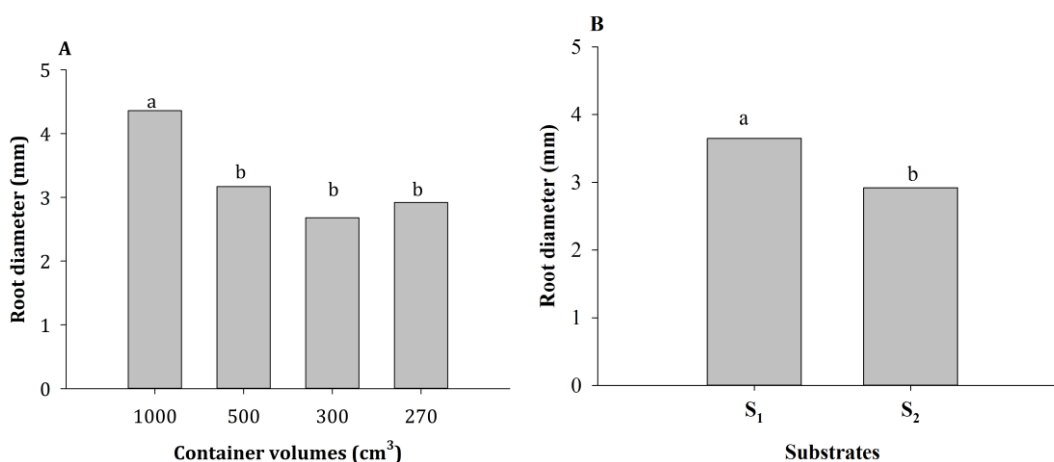 A
Root diameter (mm)
5
4
3
2
1
0
a
b
b
b
1000 500 300 270
Container volumes (cm³)
B
Root diameter (mm)
5
4
3
2
1
0
a
b
S₁ S₂
Substrates